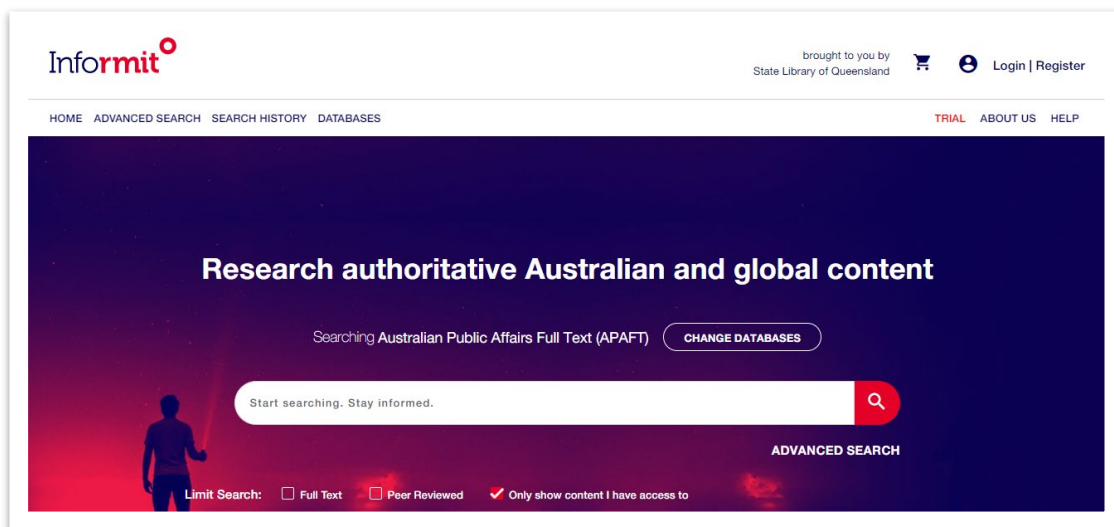 Informit
brought to you by
State Library of Queensland
Login | Register
HOME ADVANCED SEARCH SEARCH HISTORY DATABASES
TRIAL ABOUT US HELP
Research authoritative Australian and global content
Searching Australian Public Affairs Full Text (APAFT) CHANGE DATABASES
Start searching. Stay informed.
ADVANCED SEARCH
Limit Search: Full Text Peer Reviewed Only show content I have access to